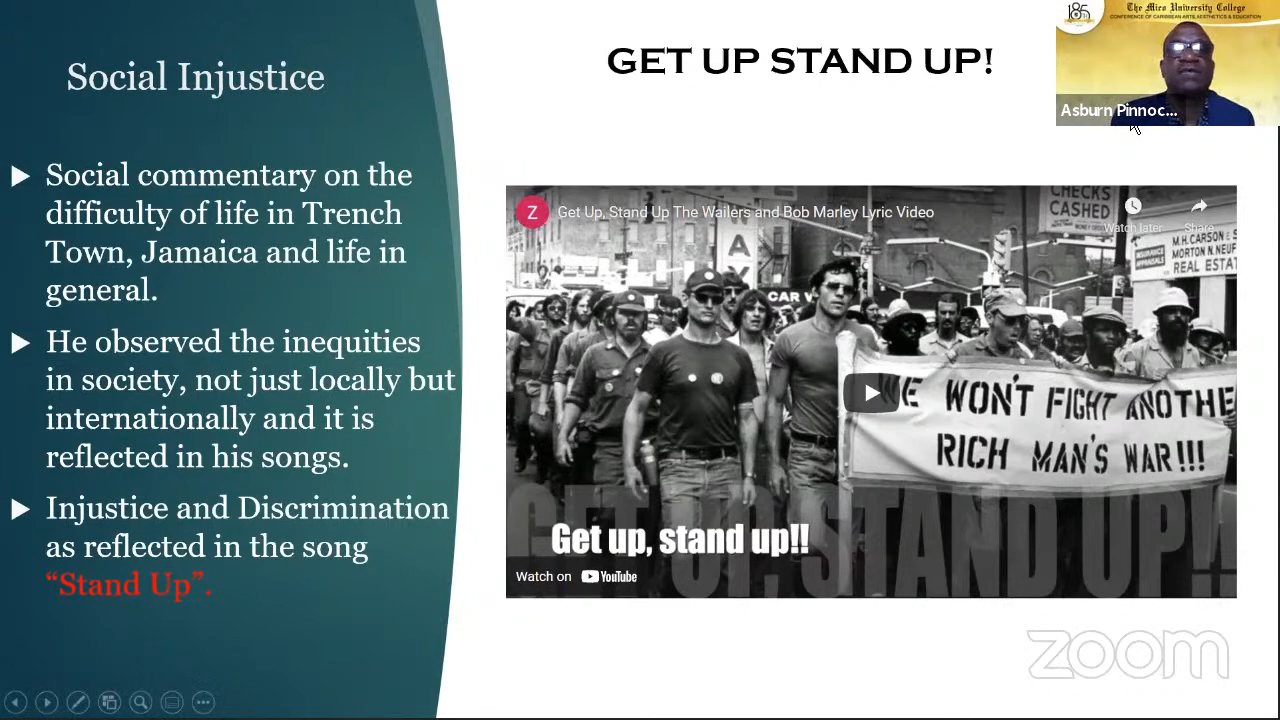 Social Injustice
Social commentary on the
difficulty of life in Trench
Town, Jamaica and life in
general.
He observed the inequities
in society, not just locally but
internationally and it is
reflected in his songs.
Injustice and Discrimination
as reflected in the song
“Stand Up”.
GET UP STAND UP!
185
The Mico University College
CONFERENCE OF CARIBBEAN ARTS, AESTHETICS & EDUCATION
Asburn Pinnoc...
Z
Get Up, Stand Up The Wailers and Bob Marley Lyric Video
Watch later
Share
CHECKS
CASHED
M.H. CARSON &
MORTON N. NEUF
REAL ESTAT
INSURANCE
APPRAISALS
CAR W
WE WON'T FIGHT ANOTHE
RICH MAN'S WAR!!!
GET UP, STAND UP!!
Get up, stand up!!
Watch on YouTube
zoom